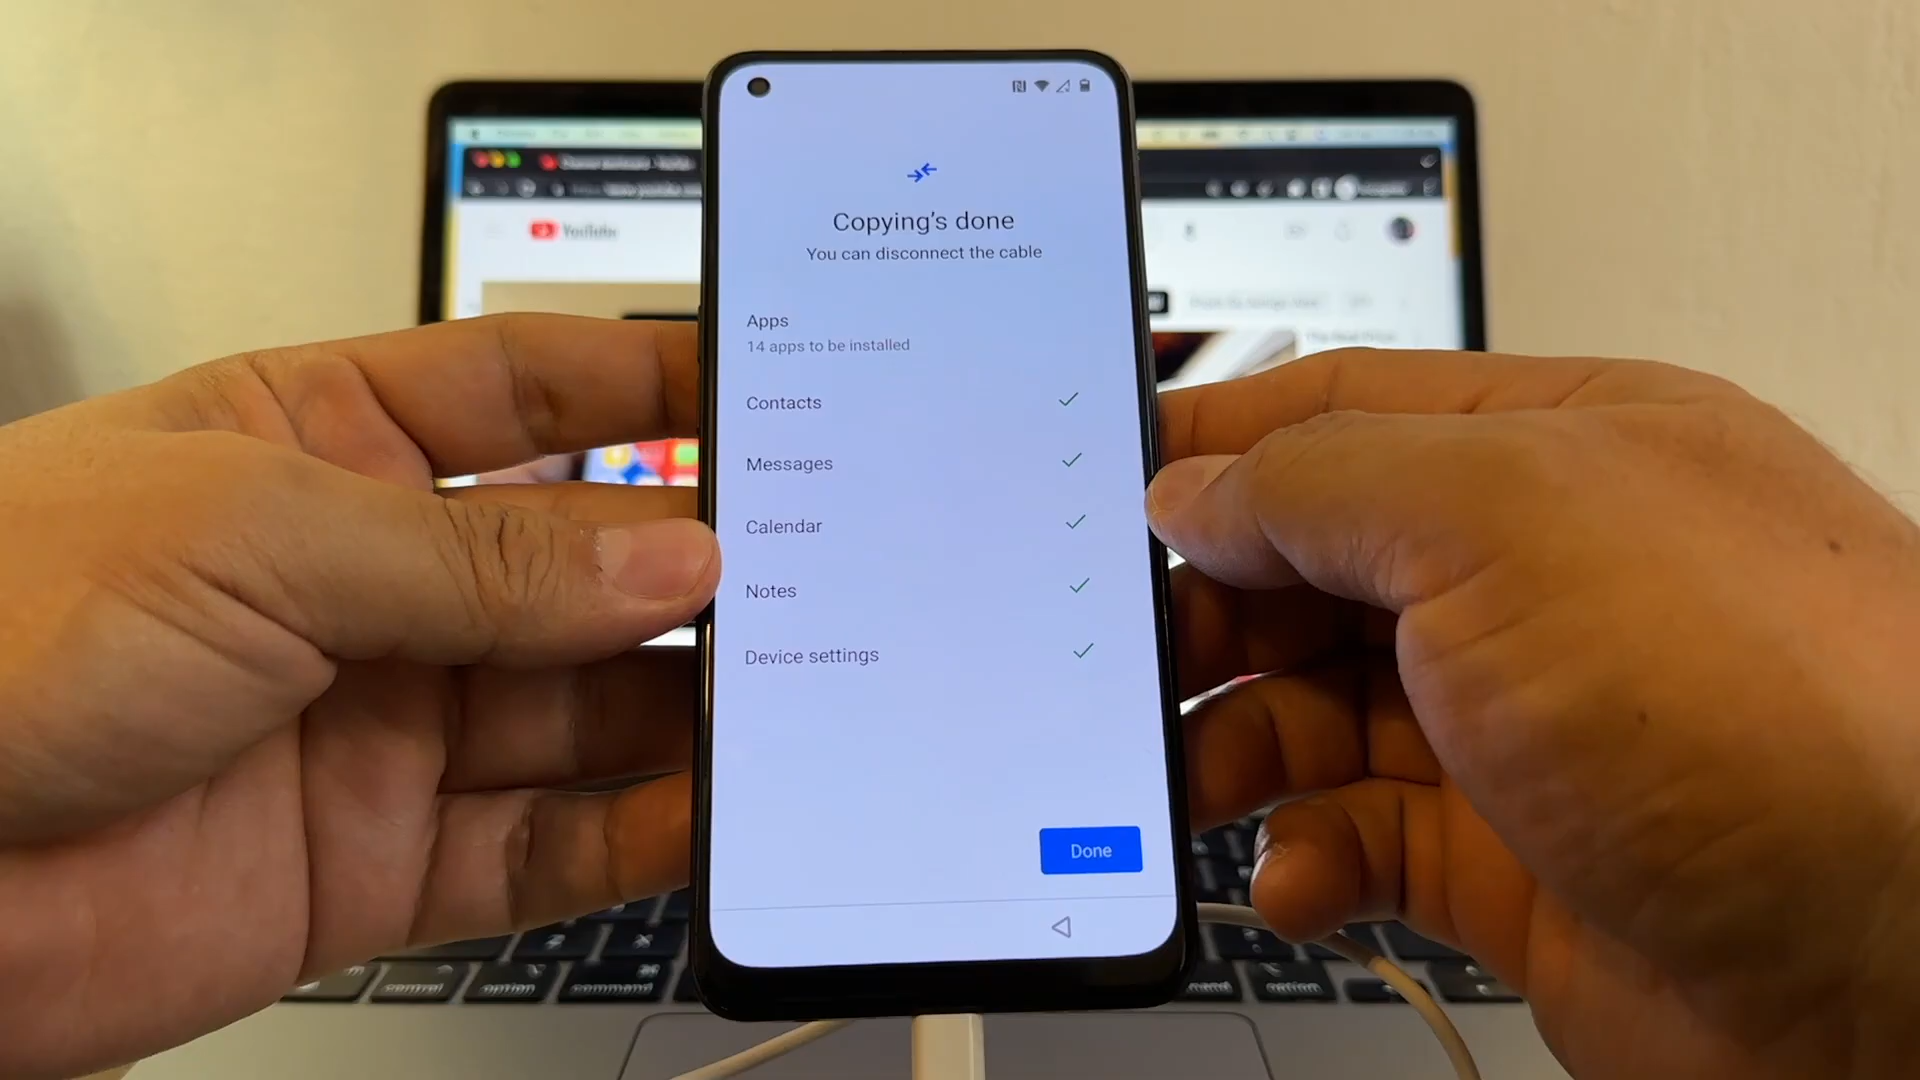 Copying's done
You can disconnect the cable
Apps
14 apps to be installed
Contacts
Messages
Calendar
Notes
Device settings
Done
YouTube
control
option
command
option